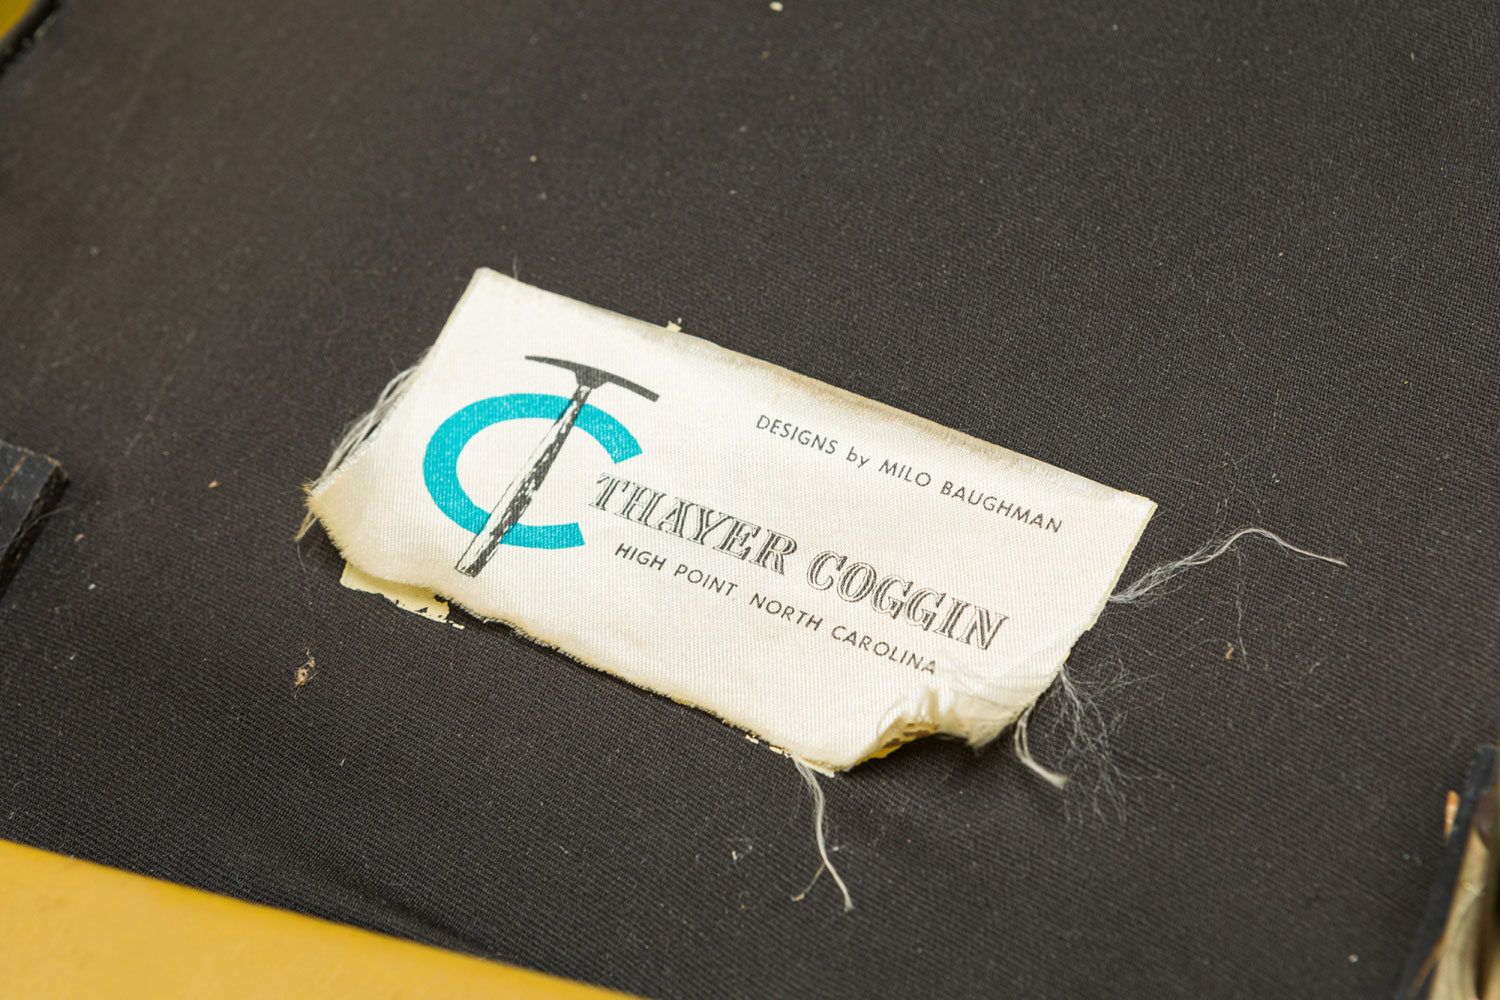 DESIGNS by MILO BAUGHMAN
THAYER COGGIN
HIGH POINT NORTH CAROLINA